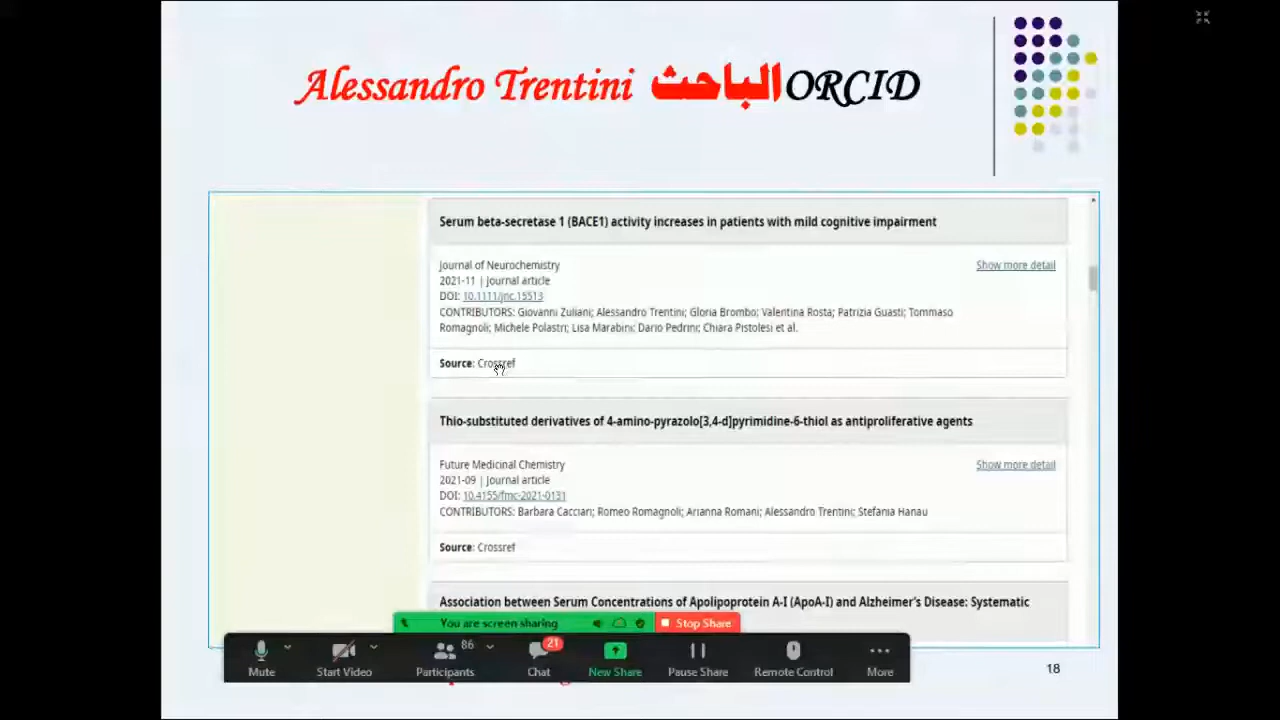 ORCID الباحث Alessandro Trentini
Serum beta-secretase 1 (BACE1) activity increases in patients with mild cognitive impairment
Journal of Neurochemistry
Show more detail
2021-11 | Journal article
DOI: 10.1111/jnc.15513
CONTRIBUTORS: Giovanni Zuliani; Alessandro Trentini; Gloria Brombo; Valentina Rosta; Patrizia Guasti; Tommaso
Romagnoli; Michele Polastri; Lisa Marabini; Dario Pedrini; Chiara Pistolesi et al.
Source: Crossref
Thio-substituted derivatives of 4-amino-pyrazolo[3,4-d]pyrimidine-6-thiol as antiproliferative agents
Future Medicinal Chemistry
Show more detail
2021-09 | Journal article
DOI: 10.4155/fmc-2021-0131
CONTRIBUTORS: Barbara Cacciari; Romeo Romagnoli; Arianna Romani; Alessandro Trentini; Stefania Hanau
Source: Crossref
Association between Serum Concentrations of Apolipoprotein A-I (ApoA-I) and Alzheimer's Disease: Systematic
You are screen sharing
Stop Share
Mute
Start Video
Participants
86
Chat
21
New Share
Pause Share
Remote Control
More
18